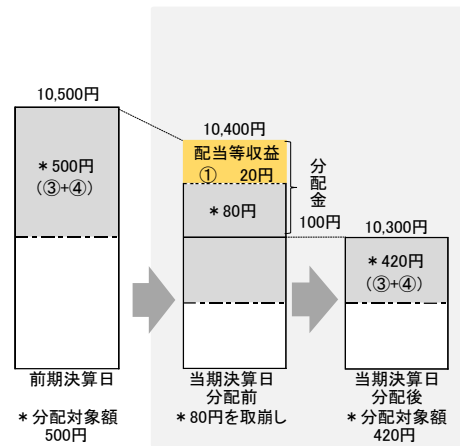 10,500円
＊500円
(③+④)
前期決算日
＊分配対象額
500円
10,400円
配当等収益
① 20円
＊80円
分配金
100円
当期決算日
分配前
＊80円を取崩し
10,300円
＊420円
(③+④)
当期決算日
分配後
＊分配対象額
420円